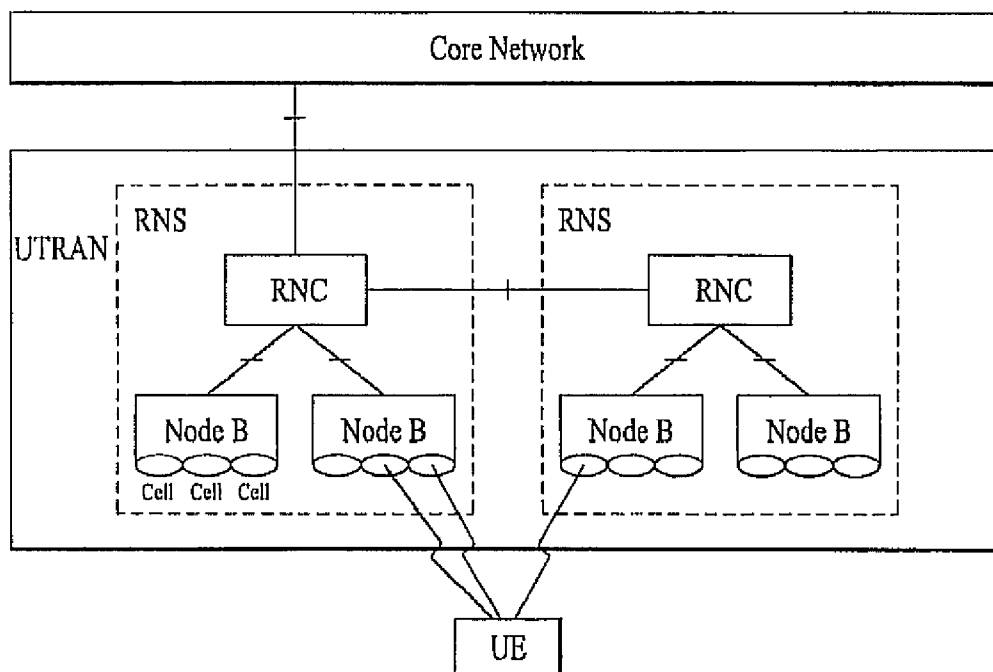 Core Network
UTRAN
RNS
RNS
RNC
RNC
Node B
Node B
Node B
Node B
Cell Cell Cell
UE